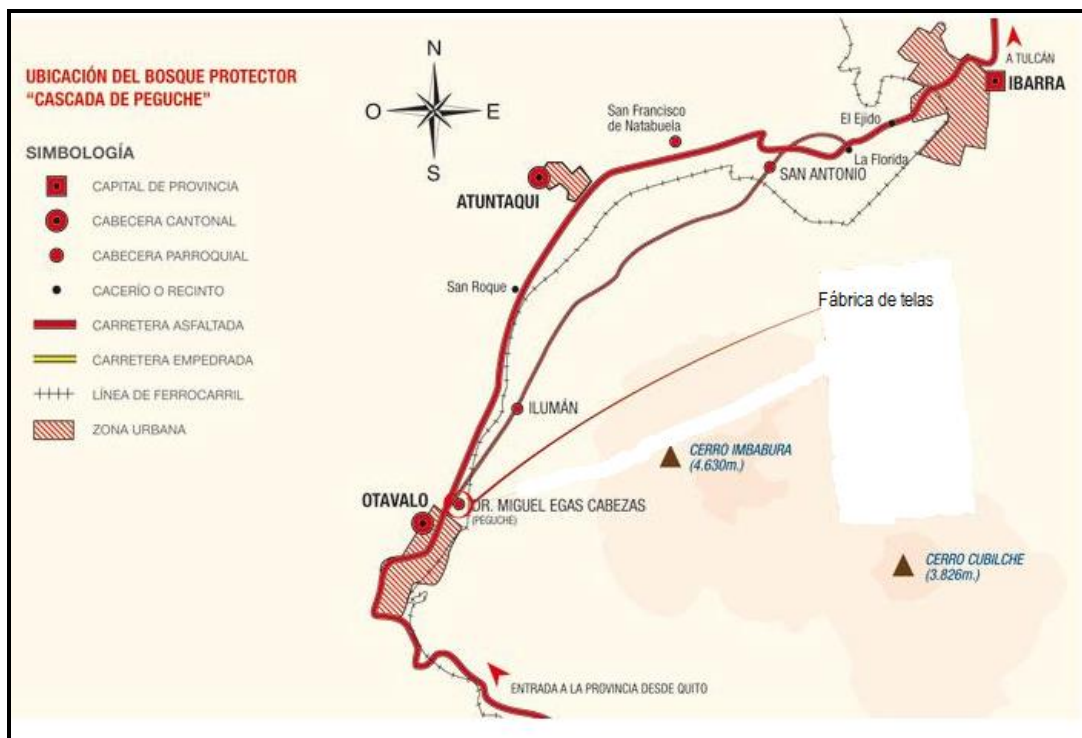 UBICACIÓN DEL BOSQUE PROTECTOR
“CASCADA DE PEGUCHE”
SIMBOLOGÍA
CAPITAL DE PROVINCIA
CABECERA CANTONAL
CABECERA PARROQUIAL
CACERÍO O RECINTO
CARRETERA ASFALTADA
CARRETERA EMPEDRADA
LÍNEA DE FERROCARRIL
ZONA URBANA
N
O
E
S
A TULCÁN
IBARRA
El Ejido
La Florida
San Francisco
de Natabuela
SAN ANTONIO
ATUNTAQUI
San Roque
Fábrica de telas
ILUMÁN
CERRO IMBABURA
(4.630m.)
OTAVALO
DR. MIGUEL EGAS CABEZAS
(PEGUCHE)
CERRO CUBILCHE
(3.826m.)
ENTRADA A LA PROVINCIA DESDE QUITO